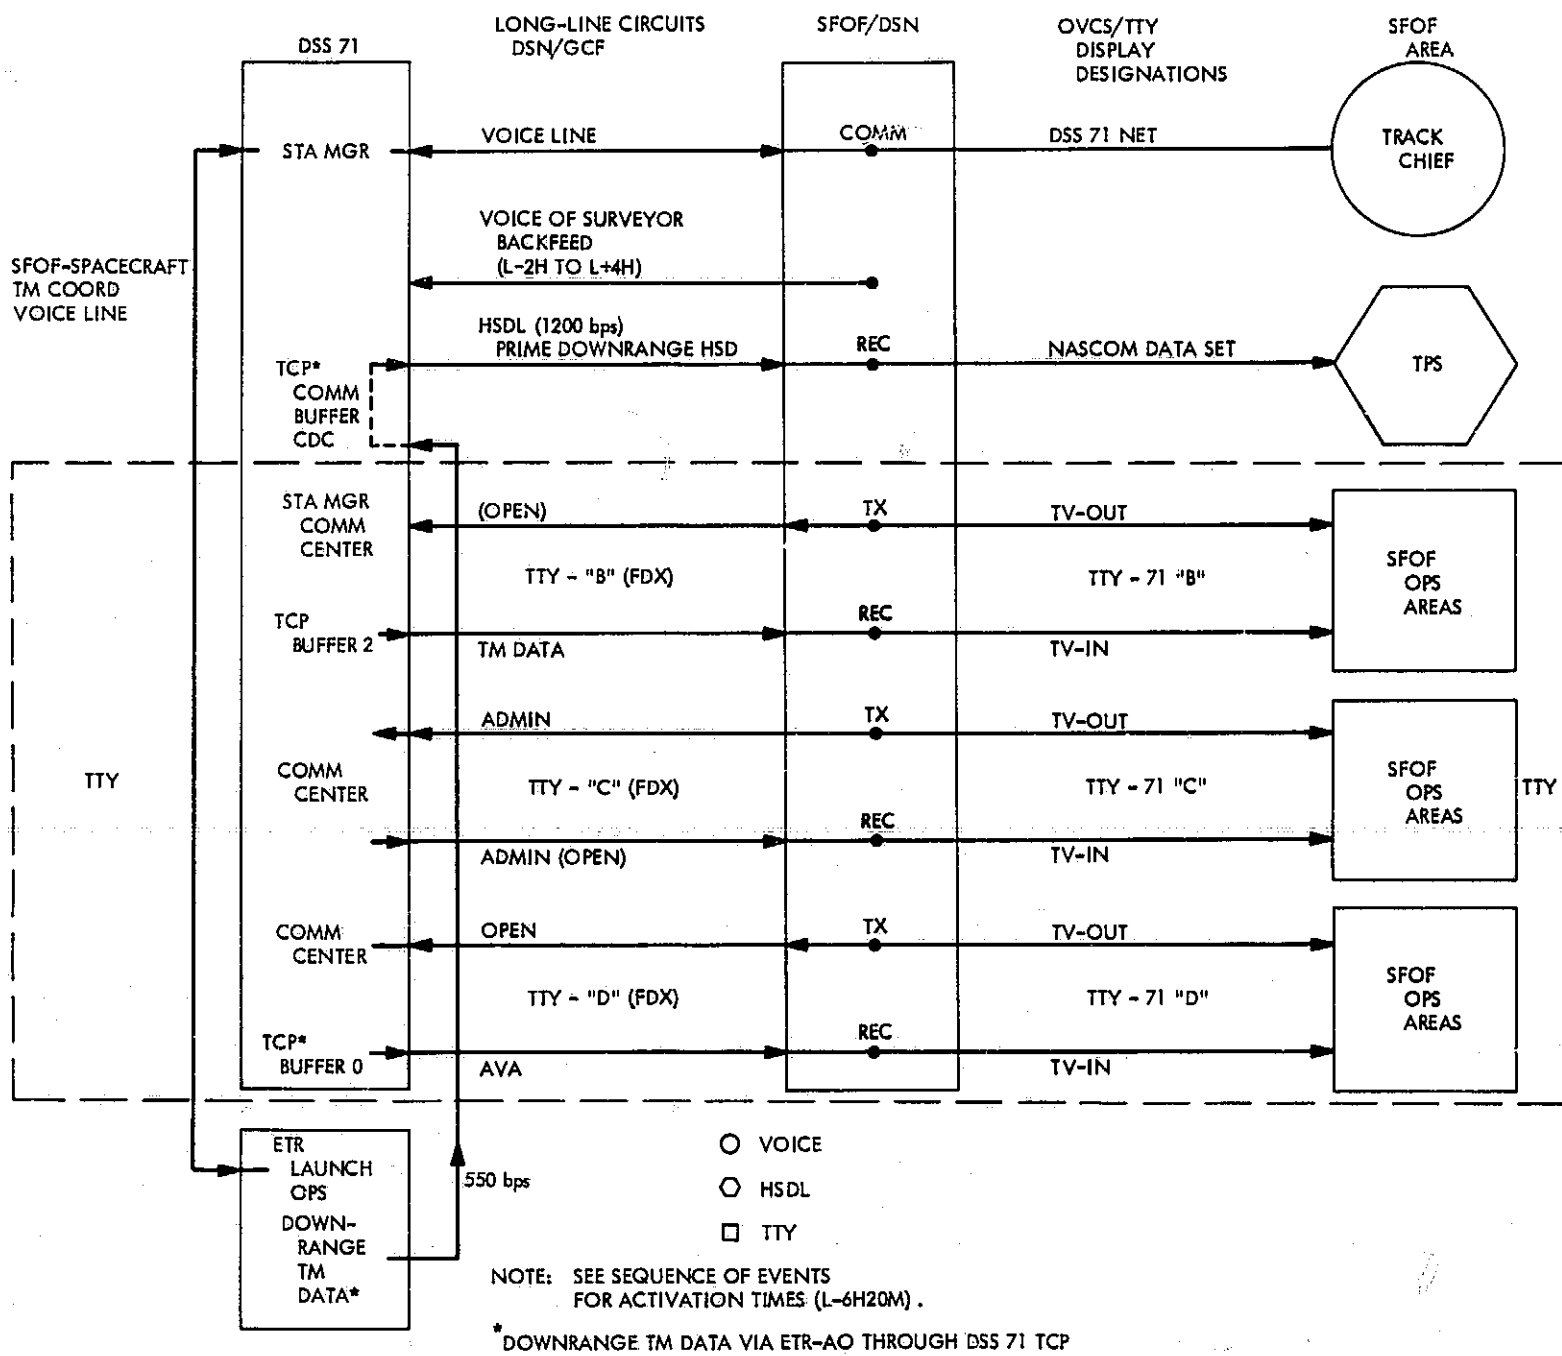 DSS 71
LONG-LINE CIRCUITS
DSN/GCF
SFOF/DSN
OVCS/TTY
DISPLAY
DESIGNATIONS
SFOF
AREA
STA MGR
VOICE LINE
COMM
DSS 71 NET
TRACK
CHIEF
VOICE OF SURVEYOR
BACKFEED
(L-2H TO L+4H)
SFOF-SPACECRAFT
TM COORD
VOICE LINE
HSDL (1200 bps)
PRIME DOWNRANGE HSD
REC
NASCOM DATA SET
TPS
TCP*
COMM
BUFFER
CDC
STA MGR
COMM
CENTER
(OPEN)
TX
TV-OUT
TTY - "B" (FDX)
TTY - 71 "B"
SFOF
OPS
AREAS
TCP
BUFFER 2
TM DATA
REC
TV-IN
ADMIN
TX
TV-OUT
TTY
COMM
CENTER
TTY - "C" (FDX)
TTY - 71 "C"
SFOF
OPS
AREAS
TTY
ADMIN (OPEN)
REC
TV-IN
COMM
CENTER
OPEN
TX
TV-OUT
TTY - "D" (FDX)
TTY - 71 "D"
SFOF
OPS
AREAS
TCP*
BUFFER 0
AVA
REC
TV-IN
ETR
LAUNCH
OPS
DOWN-
RANGE
TM
DATA*
550 bps
VOICE
HSDL
TTY
NOTE: SEE SEQUENCE OF EVENTS
FOR ACTIVATION TIMES (L-6H20M).
*DOWNRANGE TM DATA VIA ETR-AO THROUGH DSS 71 TCP